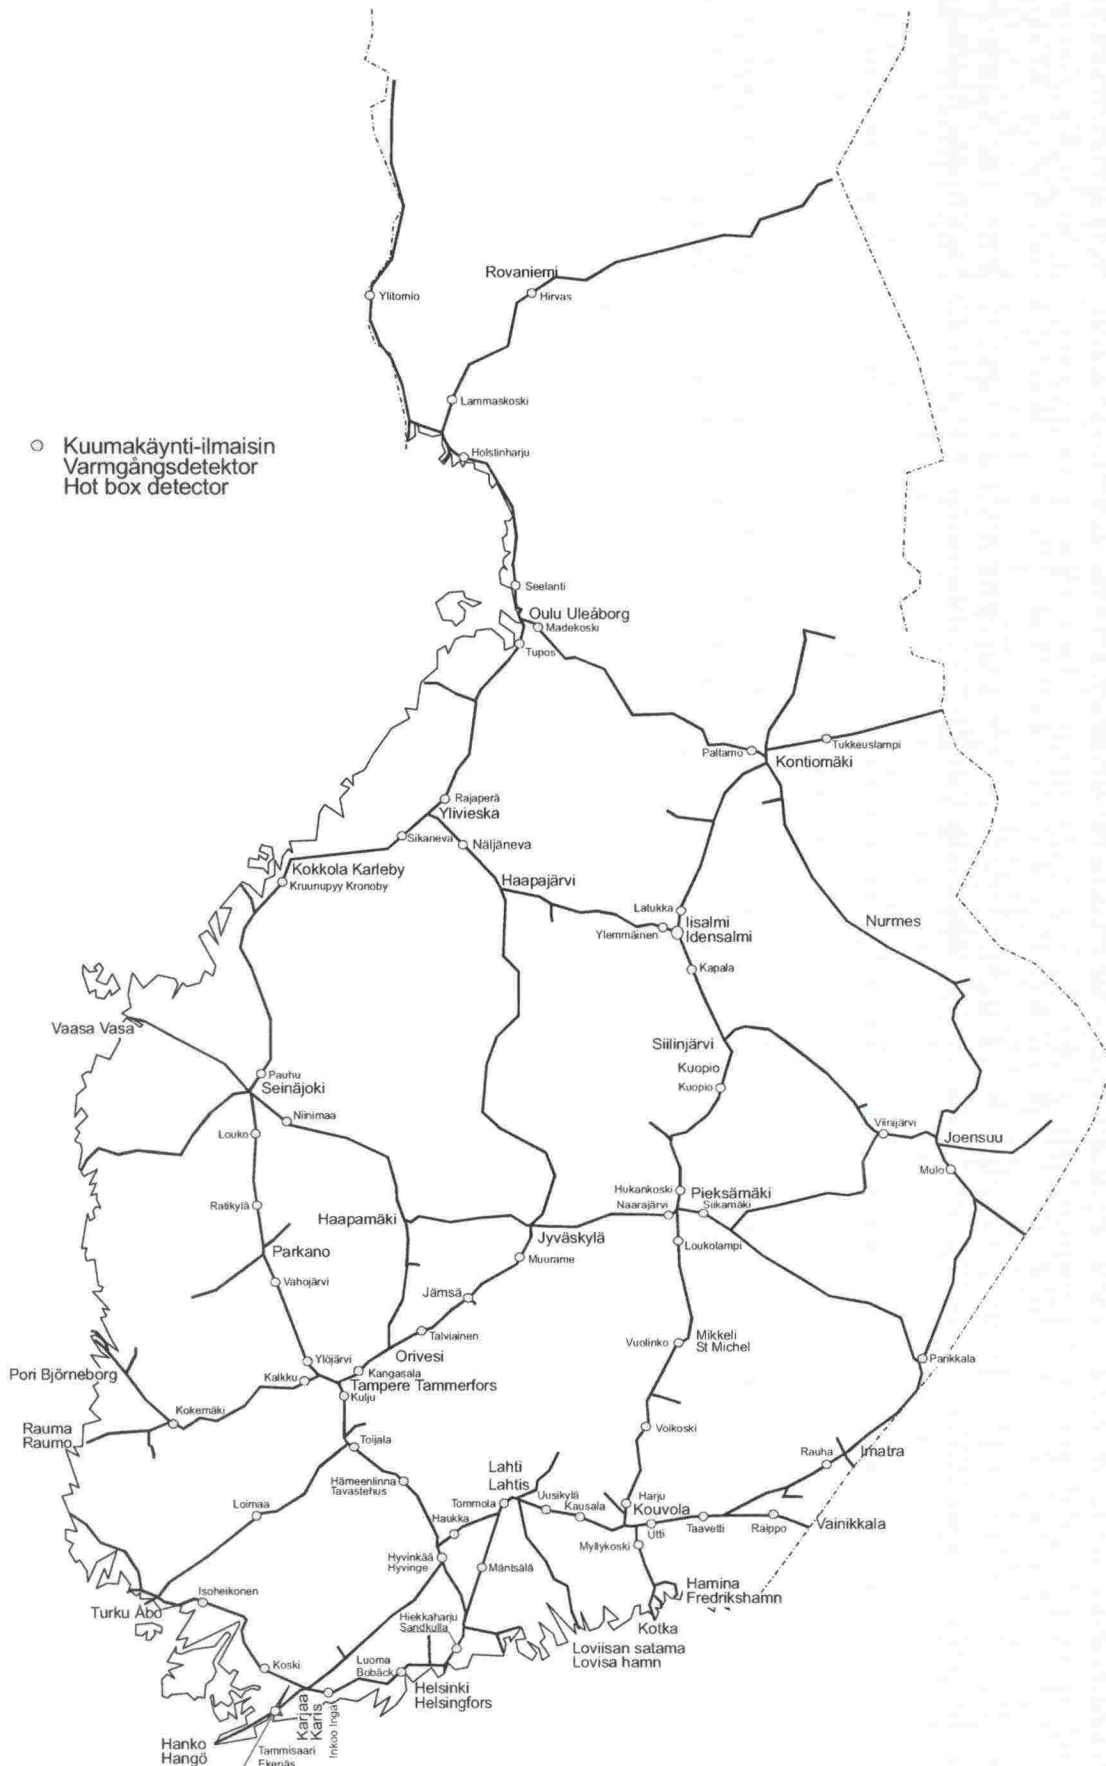 Rovaniemi
Ylitornio
Hirvas
Lammaskoski
Kuumakäynti-ilmaisin
Varmgångsdetektor
Hot box detector
Holstinharju
Seelanti
Oulu Uleåborg
Madekoski
Tupos
Paltamo
Tukkeuslampi
Kontiomäki
Rajaperä
Ylivieska
Sikaneva
Näljäneva
Kokkola Karleby
Kruunupyy Kronoby
Haapajärvi
Latukka
Iisalmi
Idensalmi
Ylemmäinen
Nurmes
Kapala
Vaasa Vasa
Siilinjärvi
Kuopio
Kuopio
Pauhu
Seinäjoki
Niinimaa
Louko
Viinijärvi
Joensuu
Mulo
Hukankoski
Pieksämäki
Ratikylä
Haapamäki
Naarajärvi
Siikamäki
Jyväskylä
Loukolampi
Parkano
Muurame
Vahojärvi
Jämsä
Talviainen
Vuolinko
Mikkeli
St Michel
Orivesi
Ylöjärvi
Parikkala
Pori Björneborg
Kalkku
Kangasala
Tampere Tammerfors
Kulju
Kokemäki
Rauma
Raumo
Voikoski
Toijala
Rauha
Imatra
Lahti
Lahtis
Hämeenlinna
Tavastehus
Uusikylä
Tommola
Kausala
Harju
Kouvola
Loimaa
Haukka
Utti
Taavetti
Raippo
Vainikkala
Myllykoski
Hyvinkää
Hyvinge
Mäntsälä
Isoheikonen
Hamina
Fredrikshamn
Turku Åbo
Hiekkaharju
Sandkulla
Kotka
Loviisan satama
Lovisa hamn
Koski
Luoma
Bobäck
Helsinki
Helsingfors
Karjaa
Karis
Inkoo Ingå
Hanko
Hangö
Tammisaari
Ekenäs